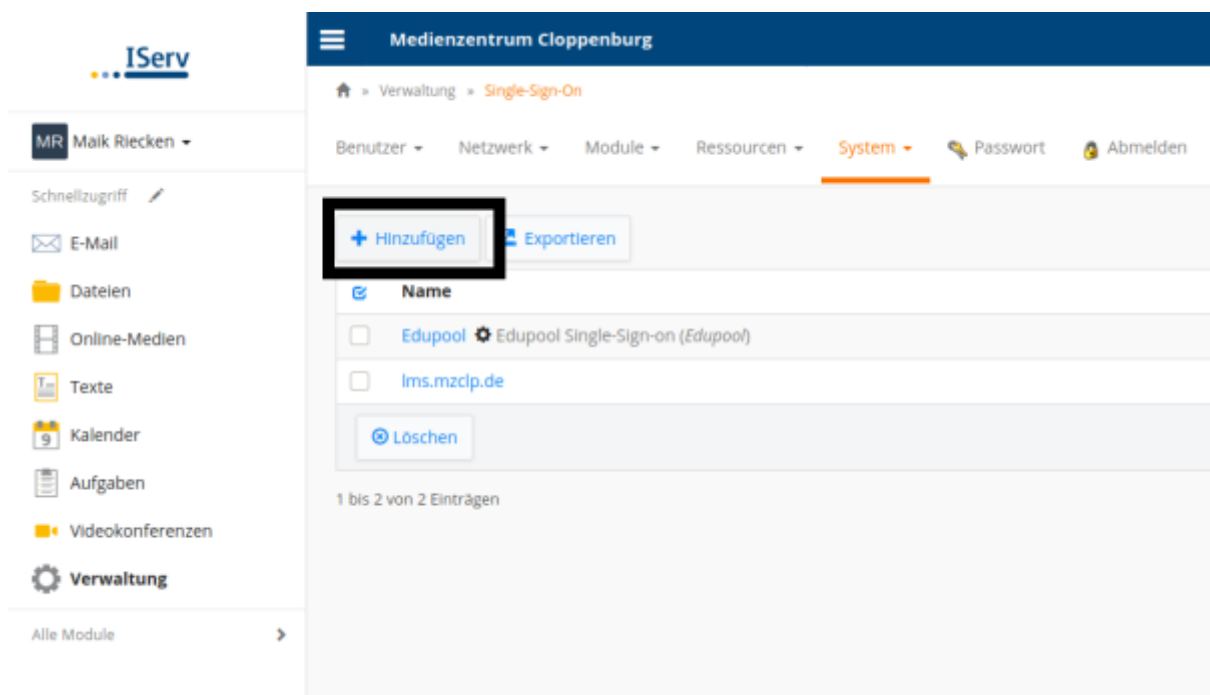 IServ
Medienzentrum Cloppenburg
» Verwaltung » Single-Sign-On
MR Maik Riecken
Benutzer Netzwerk Module Ressourcen System Passwort Abmelden
Schnellzugriff
E-Mail
Dateien
Online-Medien
Texte
9 Kalender
Aufgaben
Videokonferenzen
Verwaltung
Alle Module
+ Hinzufügen Exportieren
Name
Edupool Edupool Single-Sign-on (Edupool)
lms.mzclp.de
Löschen
1 bis 2 von 2 Einträgen